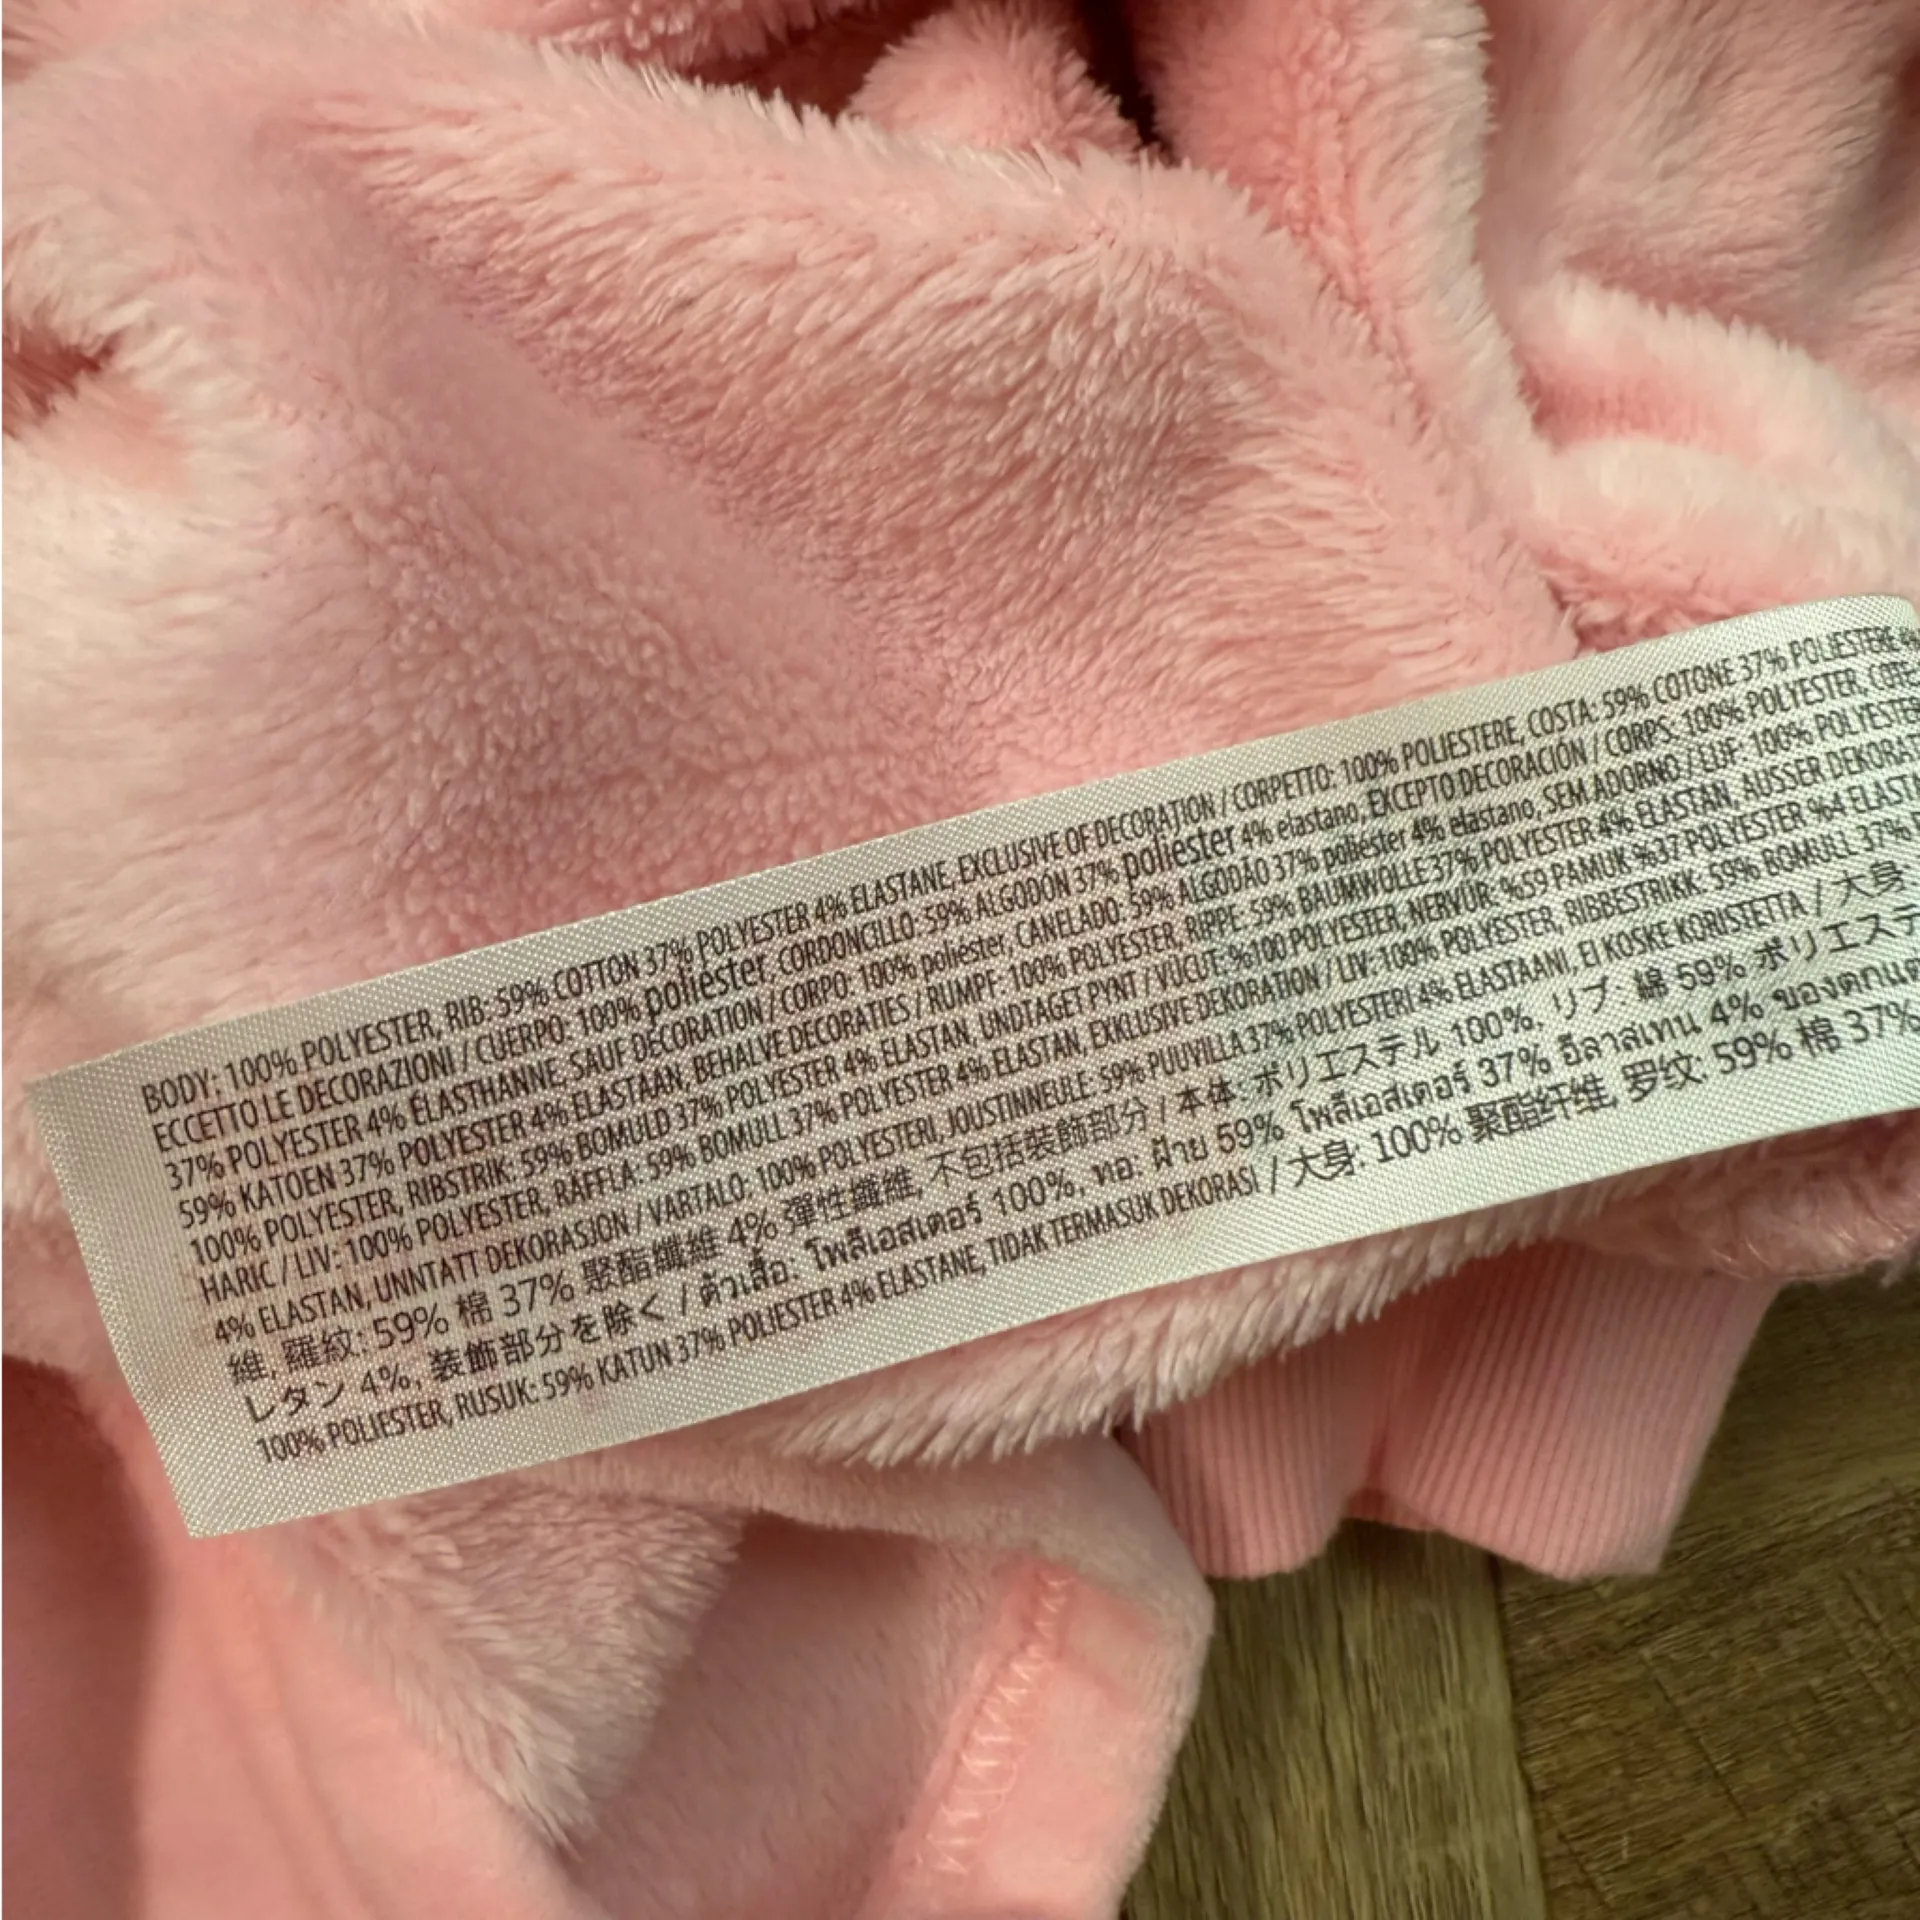 BODY: 100% POLYESTER, RIB: 59% COTTON 37% POLYESTER 4% ELASTANE, EXCLUSIVE OF DECORATION / CORPETTO: 100% POLIESTERE, COSTA: 59% COTONE 37% POLIESTERE 4%
ECCETTO LE DECORAZIONI / CUERPO: 100% poliéster, CORDONCILLO: 59% ALGODÓN 37% poliéster 4% elastano, EXCEPTO DECORACIÓN / CORPS: 100% POLYESTER, CÔTE:
37% POLYESTER 4% ÉLASTHANNE, SAUF DÉCORATION / CORPO: 100% poliéster, CANELADO: 59% ALGODÃO 37% poliéster 4% elastano, SEM ADORNO / LIJF: 100% POLYESTER
59% KATOEN 37% POLYESTER 4% ELASTAAN, BEHALVE DECORATIES / RUMPF: 100% POLYESTER, RIPPE: 59% BAUMWOLLE 37% POLYESTER 4% ELASTAN, AUSSER
100% POLYESTER, RIBSTRIK: 59% BOMULD 37% POLYESTER 4% ELASTAN, UNDTAGET PYNT / VÜCUT: %100 POLYESTER, NERVÜR: %59 PAMUK %37 POLYESTER %4
HARİÇ / LIV: 100% POLYESTER, RÄFFLA: 59% BOMULL 37% POLYESTER 4% ELASTAN, EXKLUSIVE DEKORATION / LIV: 100% POLYESTER, RIBBESTRIKK: 59% BOMULL 37%
4% ELASTAN, UNNTATT DEKORASJON / VARTALO: 100% POLYESTERI, JOUSTINNEULE: 59% PUUVILLA 37% POLYESTERI 4% ELASTAANI, EI KOSKE KORISTETTA / 大身:
維, 羅紋: 59% 棉 37% 聚酯纖維 4% 彈性纖維, 不包括裝飾部分 / 本体: ポリエステル 100%, リブ: 綿 59% ポリエステ
レタン 4%, 装飾部分を除く / ตัวเสื้อ: โพลีเอสเตอร์ 100%, ทอ: ฝ้าย 59% โพลีเอสเตอร์ 37% อีลาสเทน 4% ของตกแต่
100% POLIESTER, RUSUK: 59% KATUN 37% POLIESTER 4% ELASTANE, TIDAK TERMASUK DEKORASI / 大身: 100% 聚酯纤维, 罗纹: 59% 棉 37%